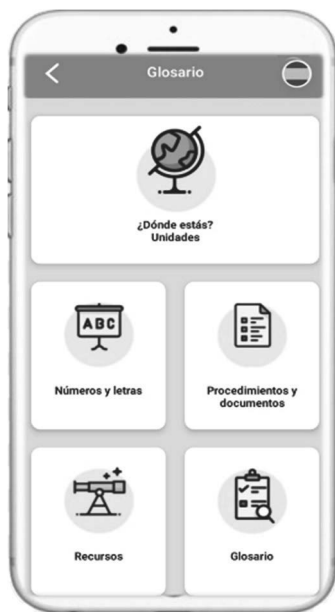 Glosario
¿Dónde estás?
Unidades
ABC
Números y letras
Procedimientos y
documentos
Recursos
Glosario